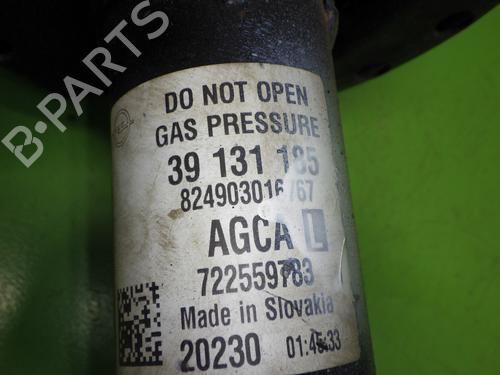 DO NOT OPEN
GAS PRESSURE
39 131 185
824903016/67
AGCA L
722559783
Made in Slovakia
20230 01:45:33
B-PARTS